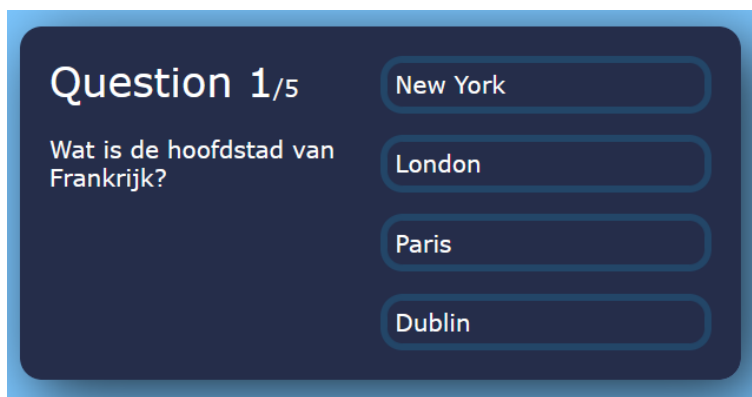 Question 1/5
Wat is de hoofdstad van
Frankrijk?
New York
London
Paris
Dublin